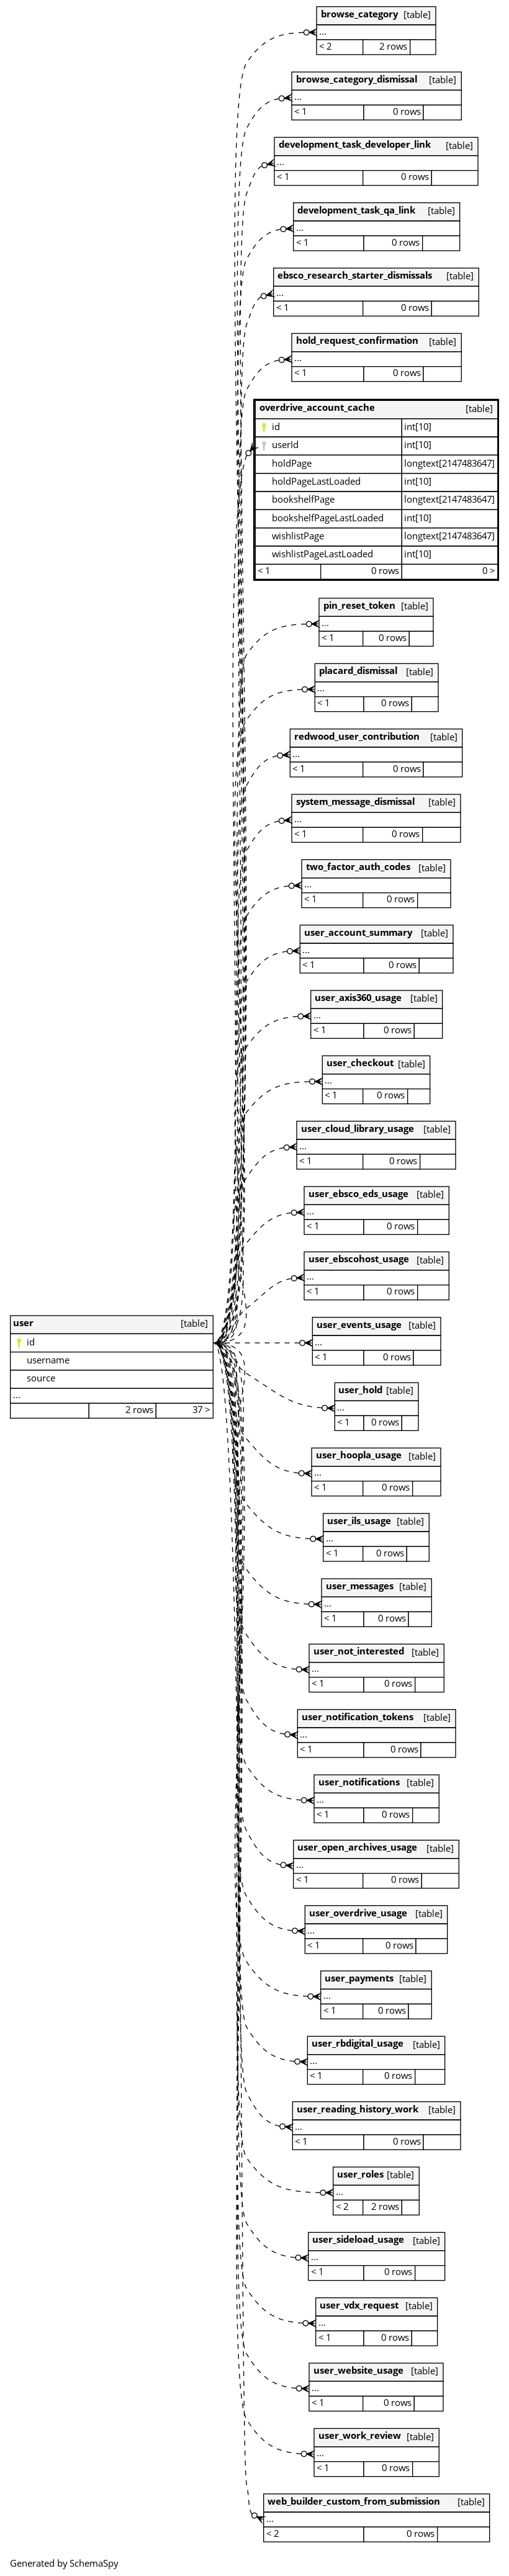 browse_category [table]
...
< 2 2 rows
browse_category_dismissal [table]
...
< 1 0 rows
development_task_developer_link [table]
...
< 1 0 rows
development_task_qa_link [table]
...
< 1 0 rows
ebsco_research_starter_dismissals [table]
...
< 1 0 rows
hold_request_confirmation [table]
...
< 1 0 rows
overdrive_account_cache [table]
id int[10]
userId int[10]
holdPage longtext[2147483647]
holdPageLastLoaded int[10]
bookshelfPage longtext[2147483647]
bookshelfPageLastLoaded int[10]
wishlistPage longtext[2147483647]
wishlistPageLastLoaded int[10]
< 1 0 rows 0 >
pin_reset_token [table]
...
< 1 0 rows
placard_dismissal [table]
...
< 1 0 rows
redwood_user_contribution [table]
...
< 1 0 rows
system_message_dismissal [table]
...
< 1 0 rows
two_factor_auth_codes [table]
...
< 1 0 rows
user_account_summary [table]
...
< 1 0 rows
user_axis360_usage [table]
...
< 1 0 rows
user_checkout [table]
...
< 1 0 rows
user_cloud_library_usage [table]
...
< 1 0 rows
user_ebsco_eds_usage [table]
...
< 1 0 rows
user_ebscohost_usage [table]
...
< 1 0 rows
user [table]
id
username
source
...
2 rows 37 >
user_events_usage [table]
...
< 1 0 rows
user_hold [table]
...
< 1 0 rows
user_hoopla_usage [table]
...
< 1 0 rows
user_ils_usage [table]
...
< 1 0 rows
user_messages [table]
...
< 1 0 rows
user_not_interested [table]
...
< 1 0 rows
user_notification_tokens [table]
...
< 1 0 rows
user_notifications [table]
...
< 1 0 rows
user_open_archives_usage [table]
...
< 1 0 rows
user_overdrive_usage [table]
...
< 1 0 rows
user_payments [table]
...
< 1 0 rows
user_rbdigital_usage [table]
...
< 1 0 rows
user_reading_history_work [table]
...
< 1 0 rows
user_roles [table]
...
< 2 2 rows
user_sideload_usage [table]
...
< 1 0 rows
user_vdx_request [table]
...
< 1 0 rows
user_website_usage [table]
...
< 1 0 rows
user_work_review [table]
...
< 1 0 rows
web_builder_custom_from_submission [table]
...
< 2 0 rows
Generated by SchemaSpy